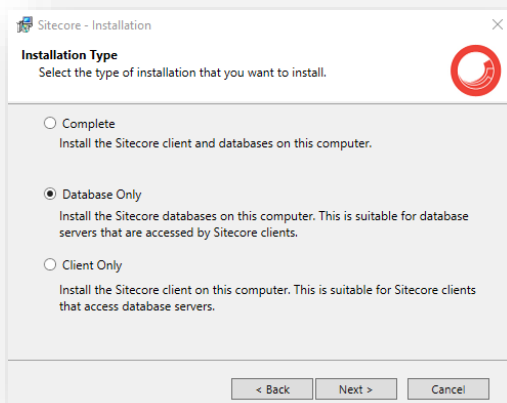 Sitecore - Installation
Installation Type
Select the type of installation that you want to install.
Complete
Install the Sitecore client and databases on this computer.
Database Only
Install the Sitecore databases on this computer. This is suitable for database
servers that are accessed by Sitecore clients.
Client Only
Install the Sitecore client on this computer. This is suitable for Sitecore clients
that access database servers.
< Back Next > Cancel